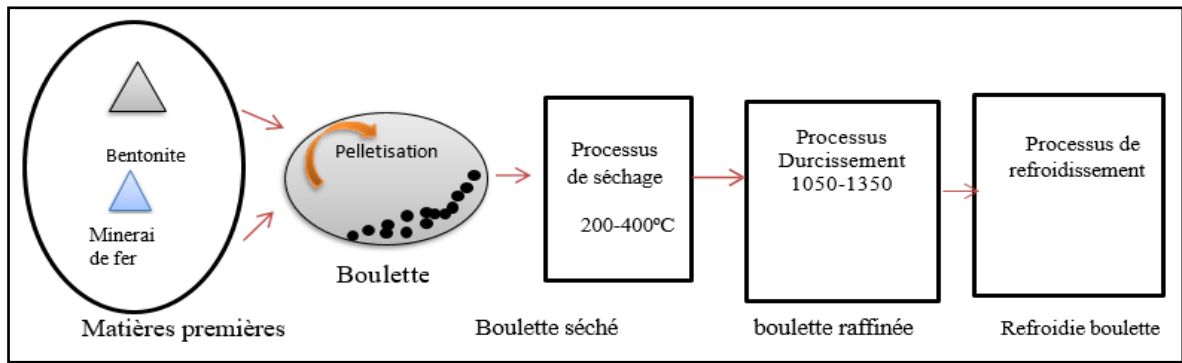 Bentonite
Minerai
de fer
Matières premières
Pelletisation
Boulette
Processus
de séchage
200-400ºC
Boulette séché
Processus
Durcissement
1050-1350
boulette raffinée
Processus de
refroidissement
Refroidie boulette